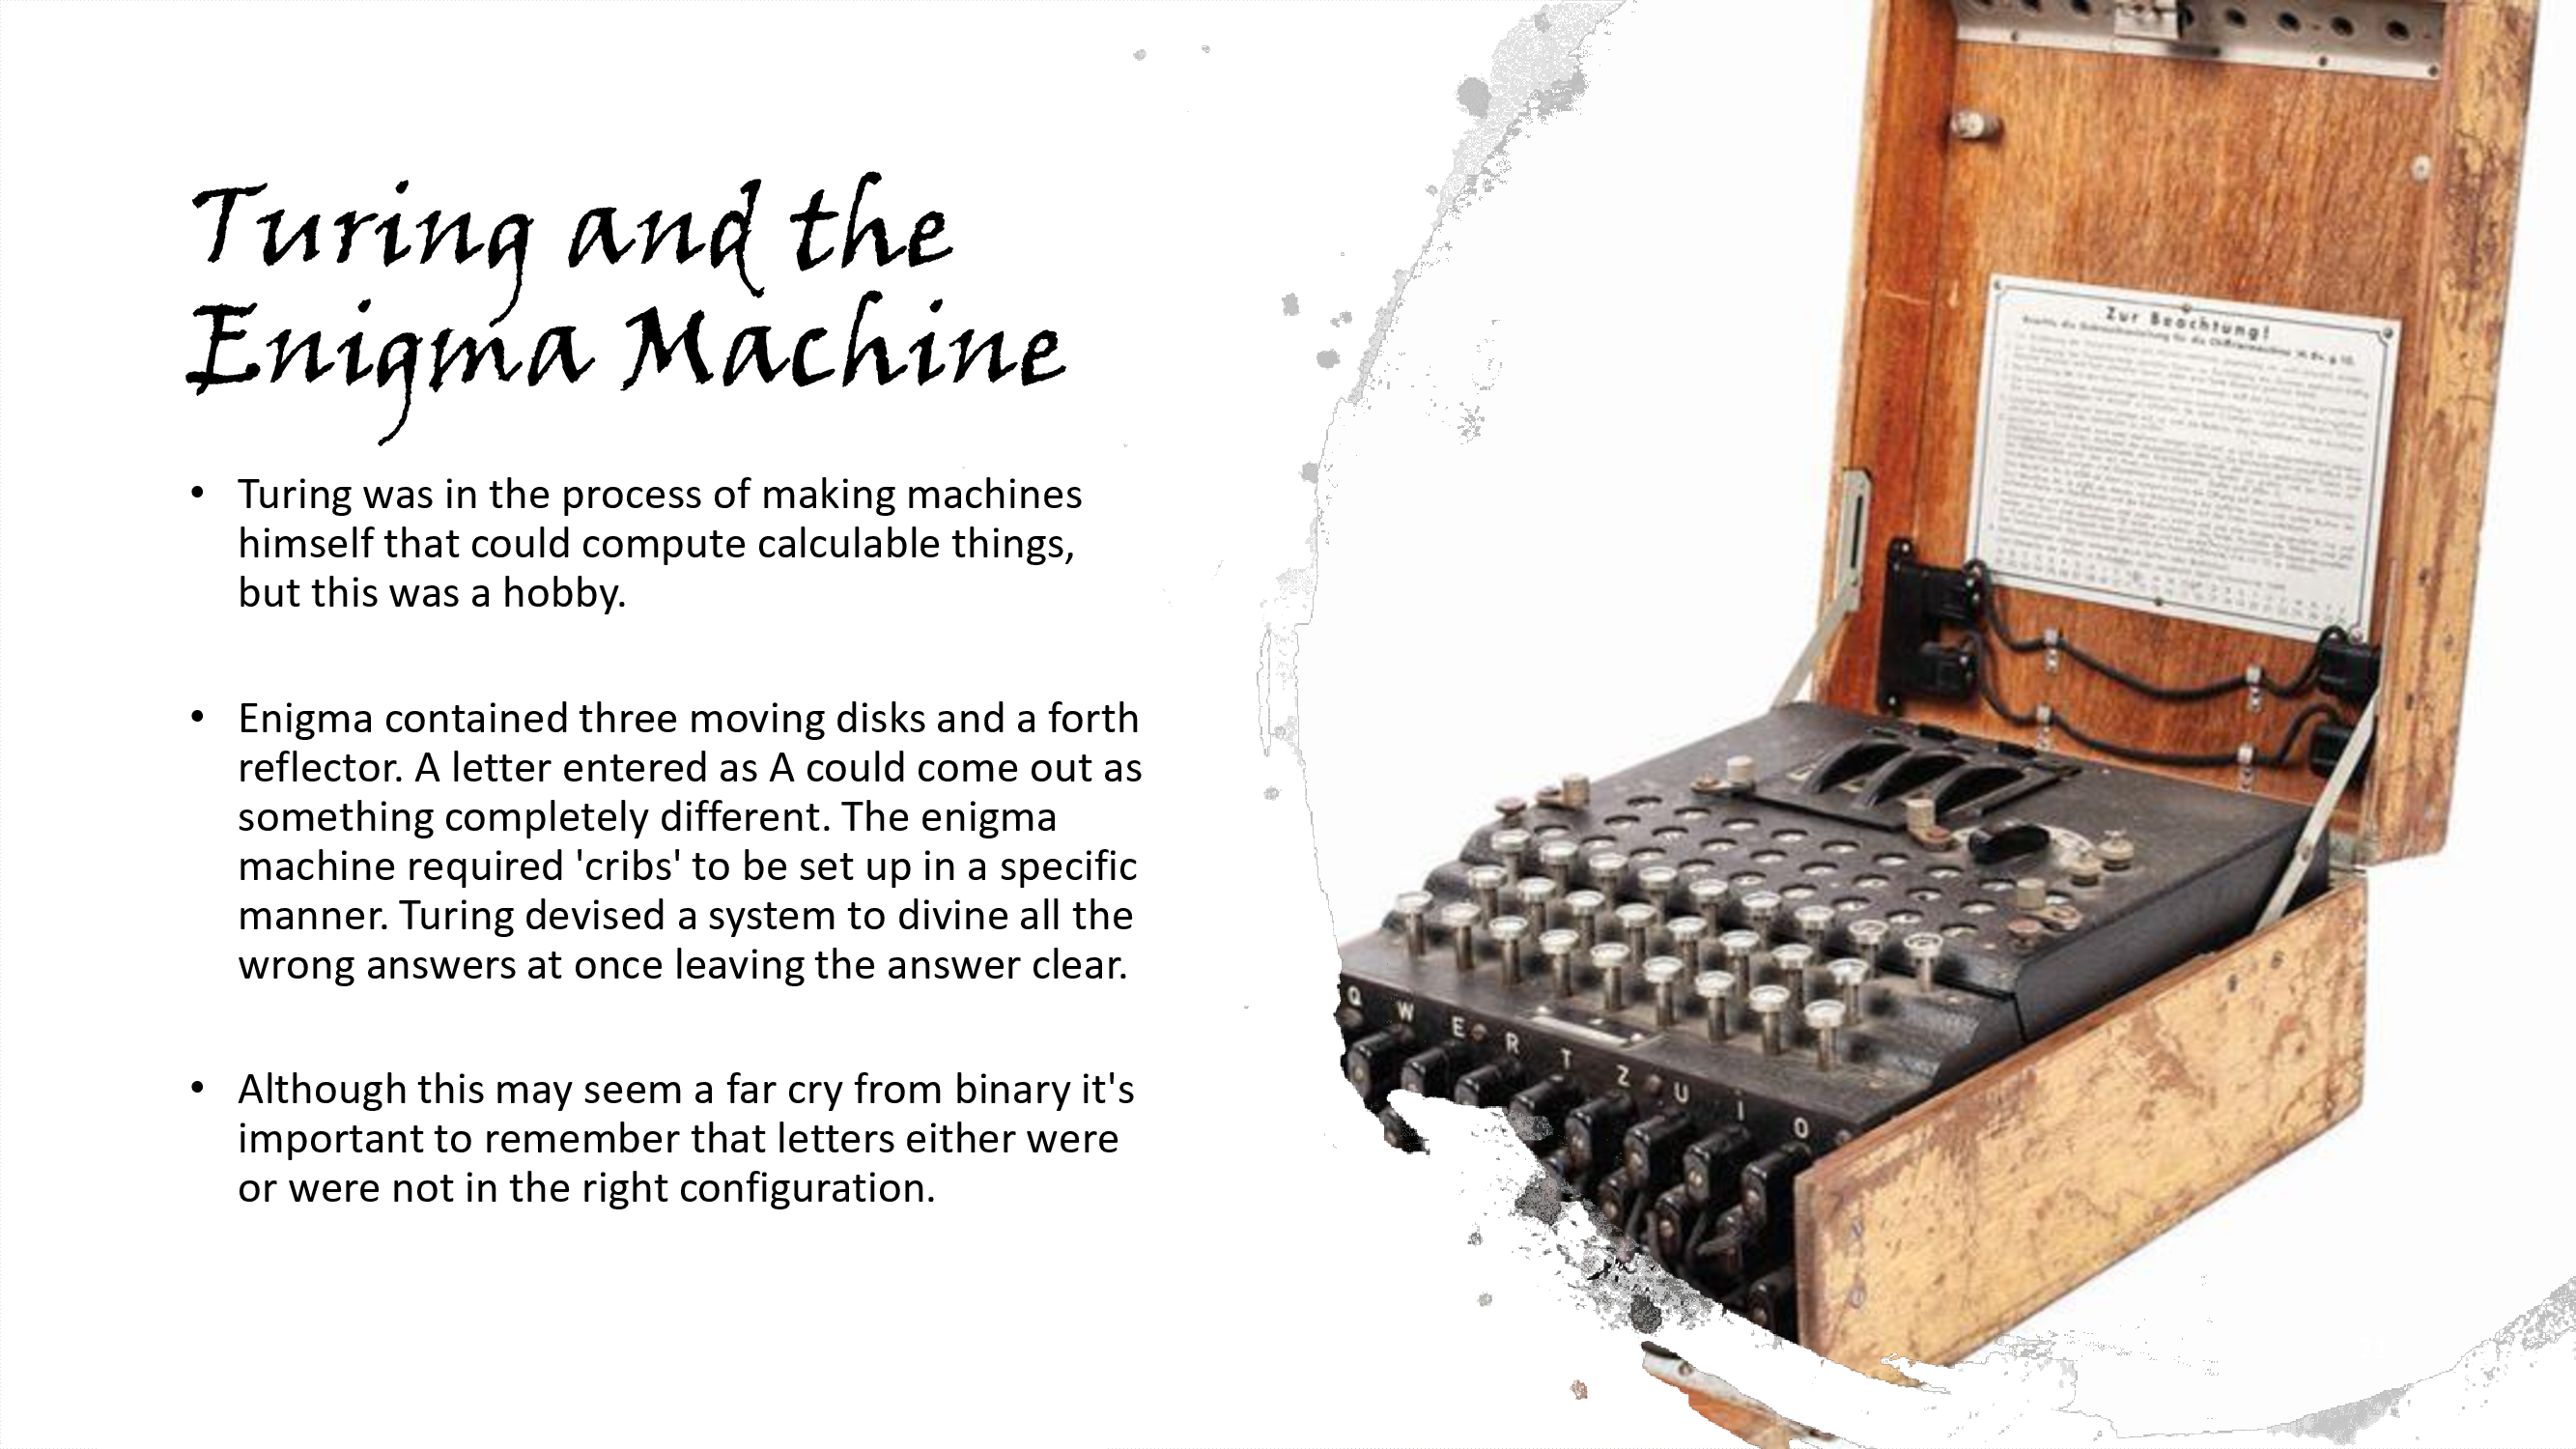 Turing and the
Enigma Machine
• Turing was in the process of making machines
himself that could compute calculable things,
but this was a hobby.
• Enigma contained three moving disks and a forth
reflector. A letter entered as A could come out as
something completely different. The enigma
machine required 'cribs' to be set up in a specific
manner. Turing devised a system to divine all the
wrong answers at once leaving the answer clear.
• Although this may seem a far cry from binary it's
important to remember that letters either were
or were not in the right configuration.
Zur Beachtung!
Q W E R T Z U I O